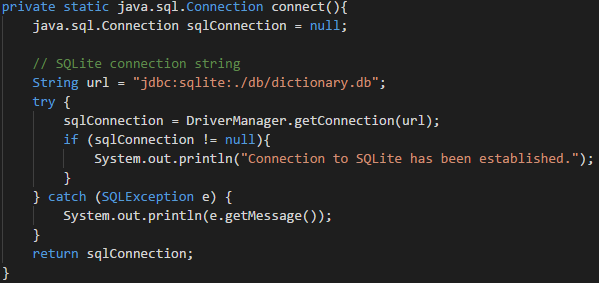 private static java.sql.Connection connect(){
    java.sql.Connection sqlConnection = null;

    // SQLite connection string
    String url = "jdbc:sqlite:./db/dictionary.db";
    try {
        sqlConnection = DriverManager.getConnection(url);
        if (sqlConnection != null){
            System.out.println("Connection to SQLite has been established.");
        }
    } catch (SQLException e) {
        System.out.println(e.getMessage());
    }
    return sqlConnection;
}